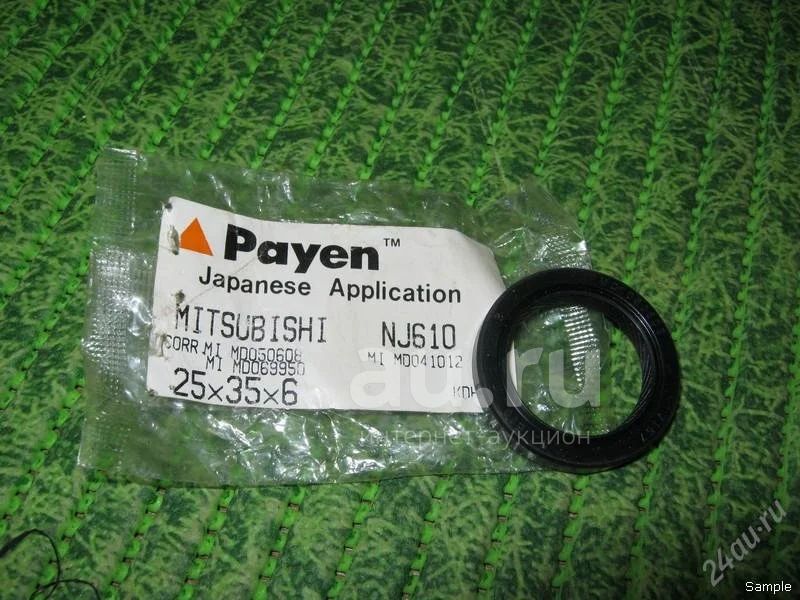 Payen™
Japanese Application
MITSUBISHI NJ610
CORR.MI MD050608 MI MD041012
MI MD069950
25×35×6
au.ru
интернет-аукцион
24au.ru
Sample